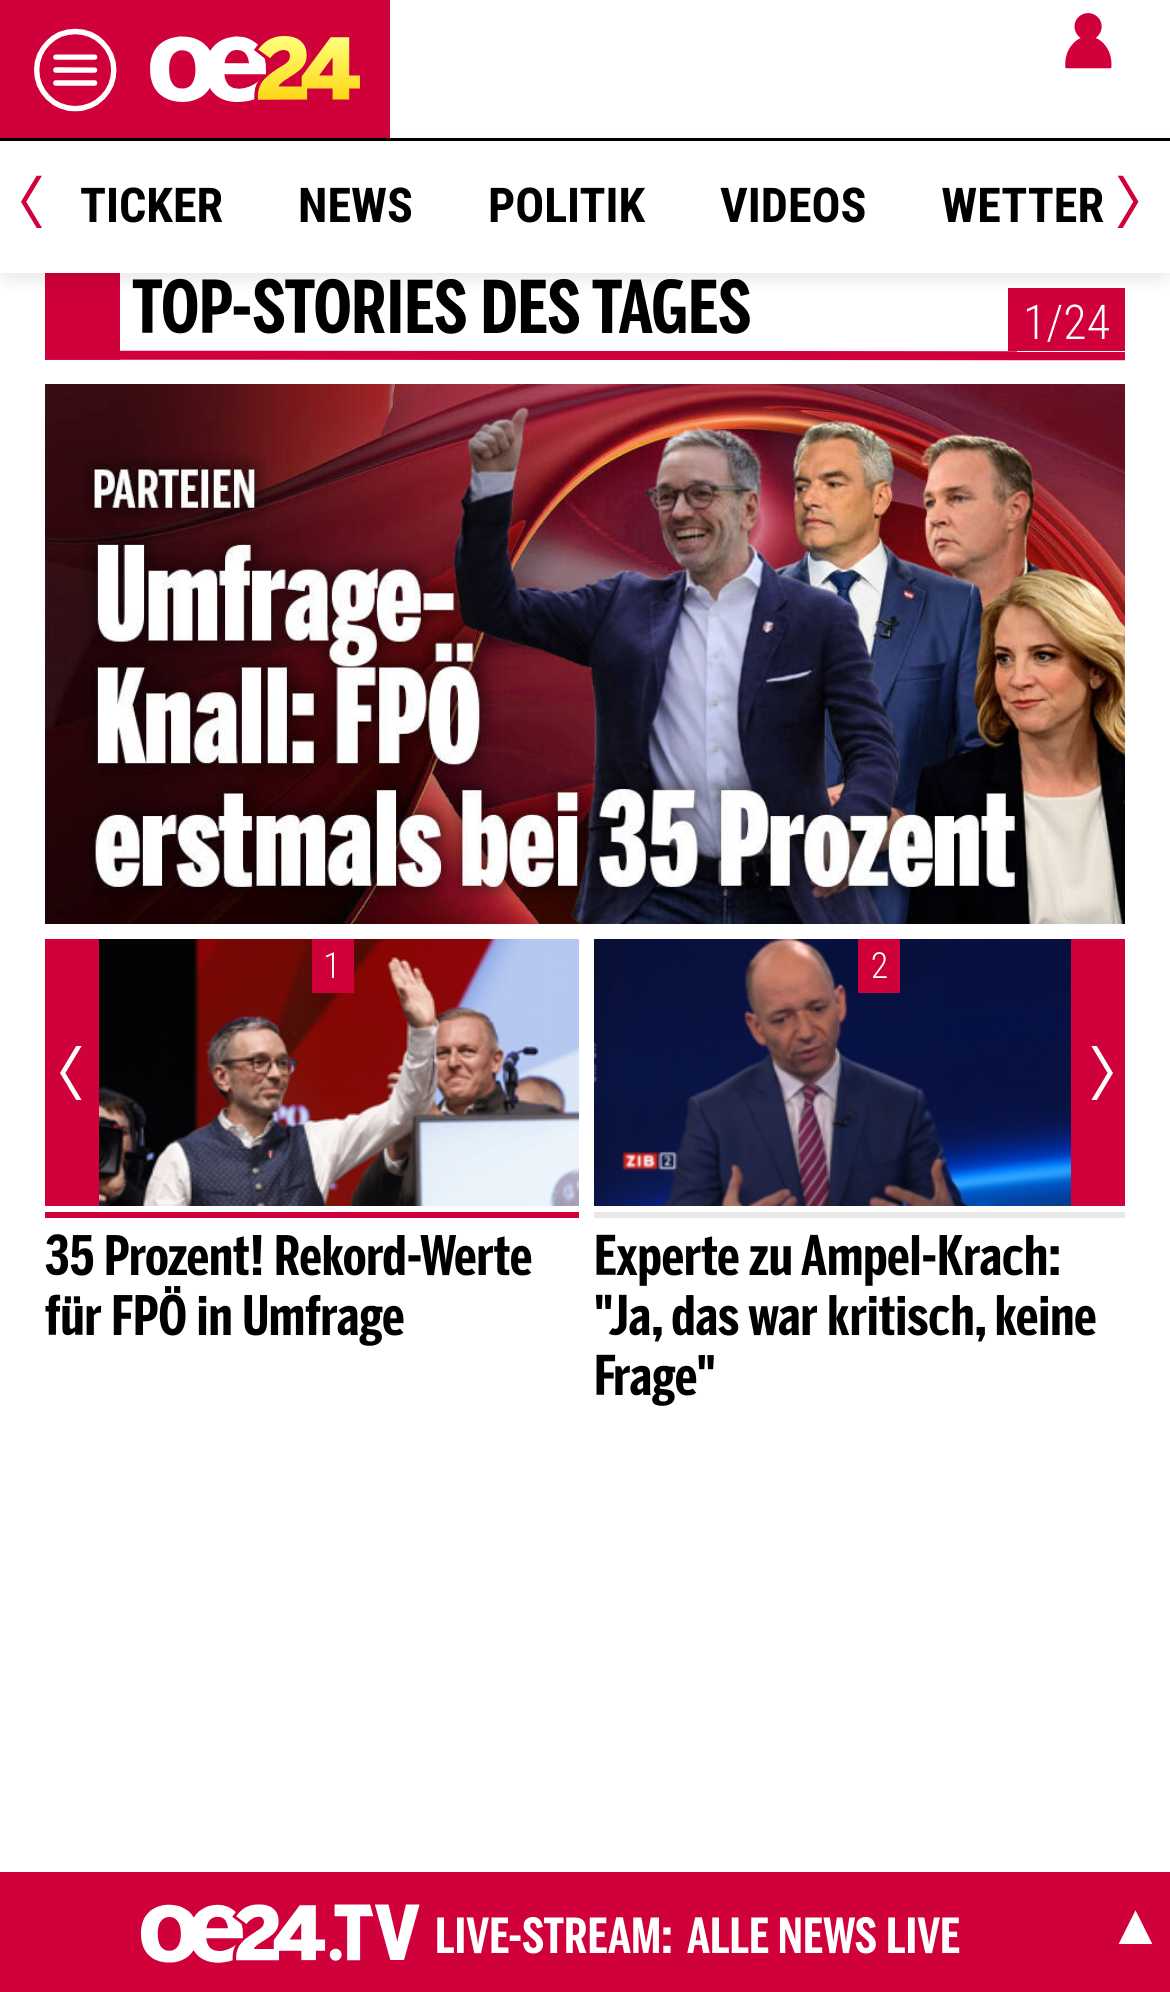 oe24
TICKER NEWS POLITIK VIDEOS WETTER
TOP-STORIES DES TAGES
1/24
PARTEIEN
Umfrage-
Knall: FPÖ
erstmals bei 35 Prozent
1
2
ZIB 2
35 Prozent! Rekord-Werte
für FPÖ in Umfrage
Experte zu Ampel-Krach:
"Ja, das war kritisch, keine
Frage"
oe24.TV LIVE-STREAM: ALLE NEWS LIVE